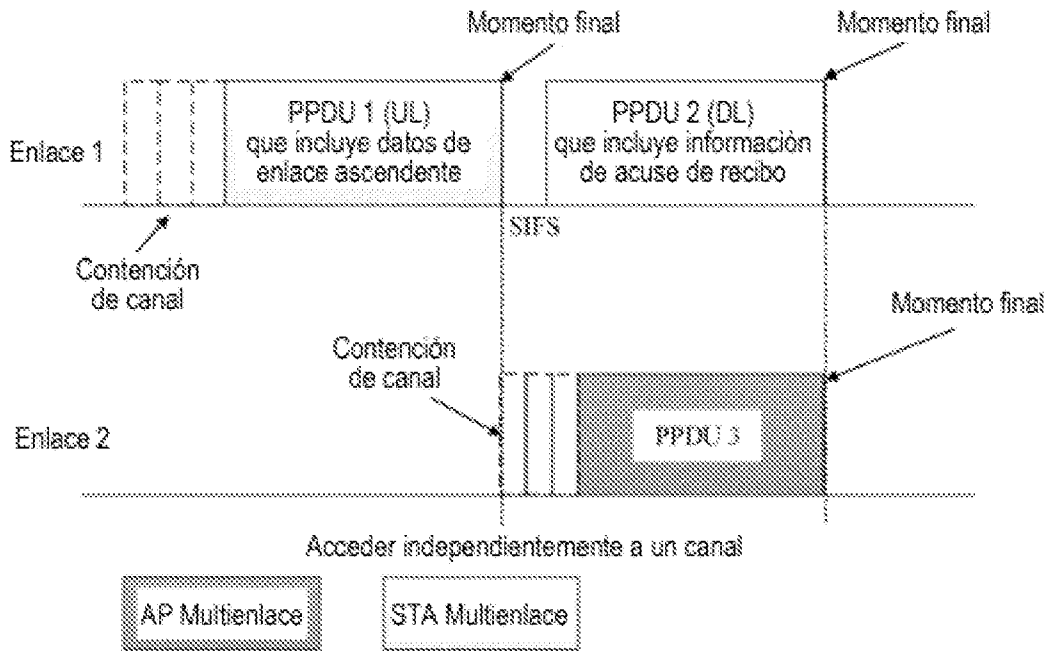 Momento final
Momento final
PPDU 1 (UL)
que incluye datos de
enlace ascendente
PPDU 2 (DL)
que incluye información
de acuse de recibo
Enlace 1
SIFS
Contención
de canal
Momento final
Contención
de canal
Enlace 2
PPDU 3
Acceder independientemente a un canal
AP Multienlace
STA Multienlace